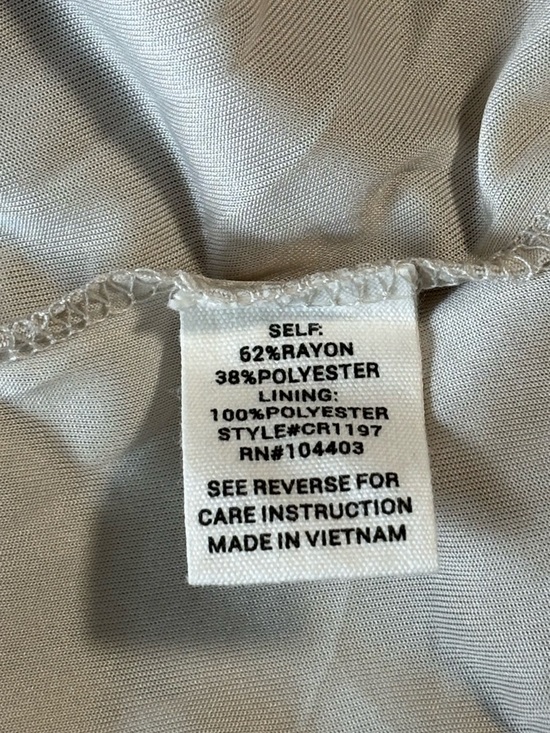 SELF:
62%RAYON
38%POLYESTER
LINING:
100%POLYESTER
STYLE#CR1197
RN#104403
SEE REVERSE FOR
CARE INSTRUCTION
MADE IN VIETNAM